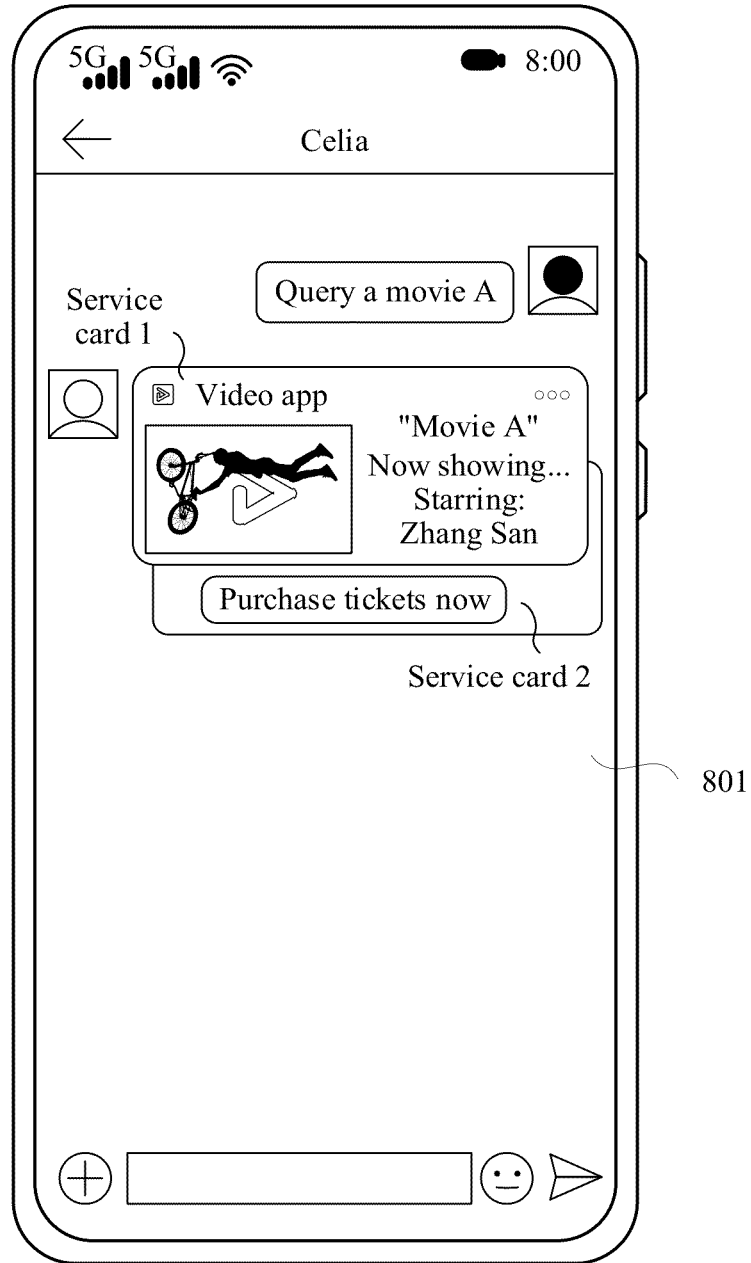 5G 5G 8:00
Celia
Query a movie A
Service
card 1
Video app
"Movie A"
Now showing...
Starring:
Zhang San
Purchase tickets now
Service card 2
801